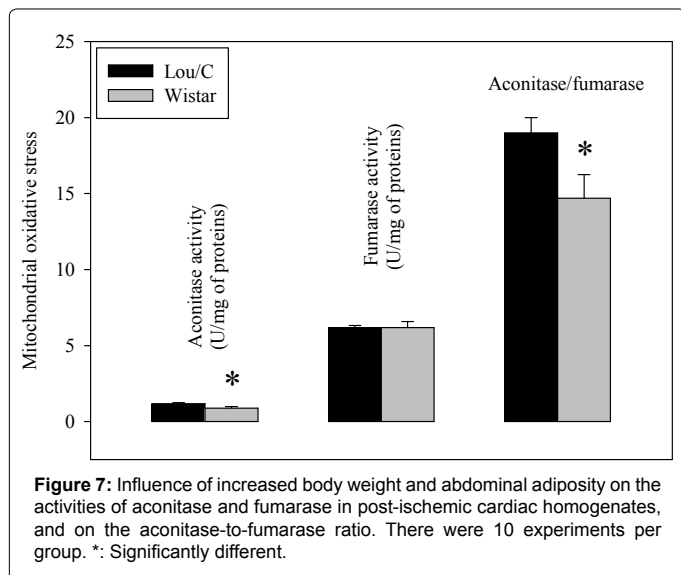 25
20
15
10
5
0
Mitochondrial oxidative stress
Lou/C
Wistar
Aconitase activity
(U/mg of proteins)
*
Fumarase activity
(U/mg of proteins)
Aconitase/fumarase
*
Figure 7: Influence of increased body weight and abdominal adiposity on the
activities of aconitase and fumarase in post-ischemic cardiac homogenates,
and on the aconitase-to-fumarase ratio. There were 10 experiments per
group. *: Significantly different.